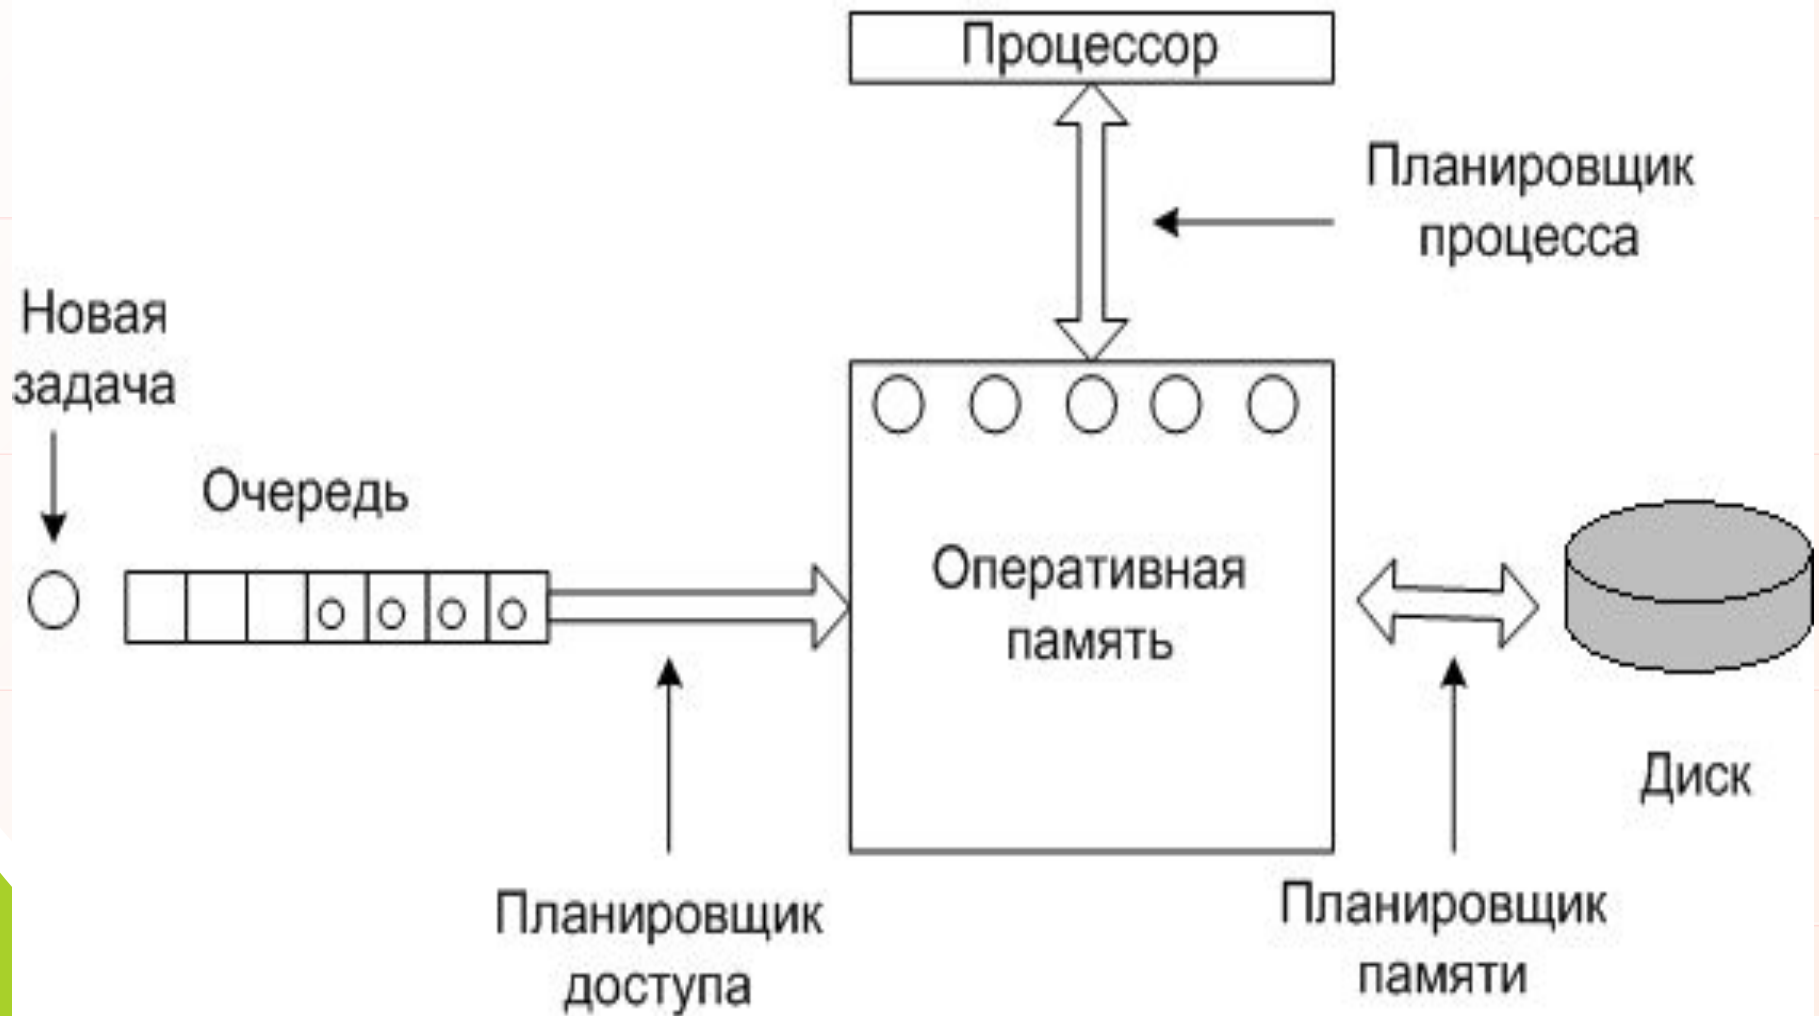 Процессор
Планировщик
процесса
Новая
задача
Очередь
Оперативная
память
Диск
Планировщик
доступа
Планировщик
памяти